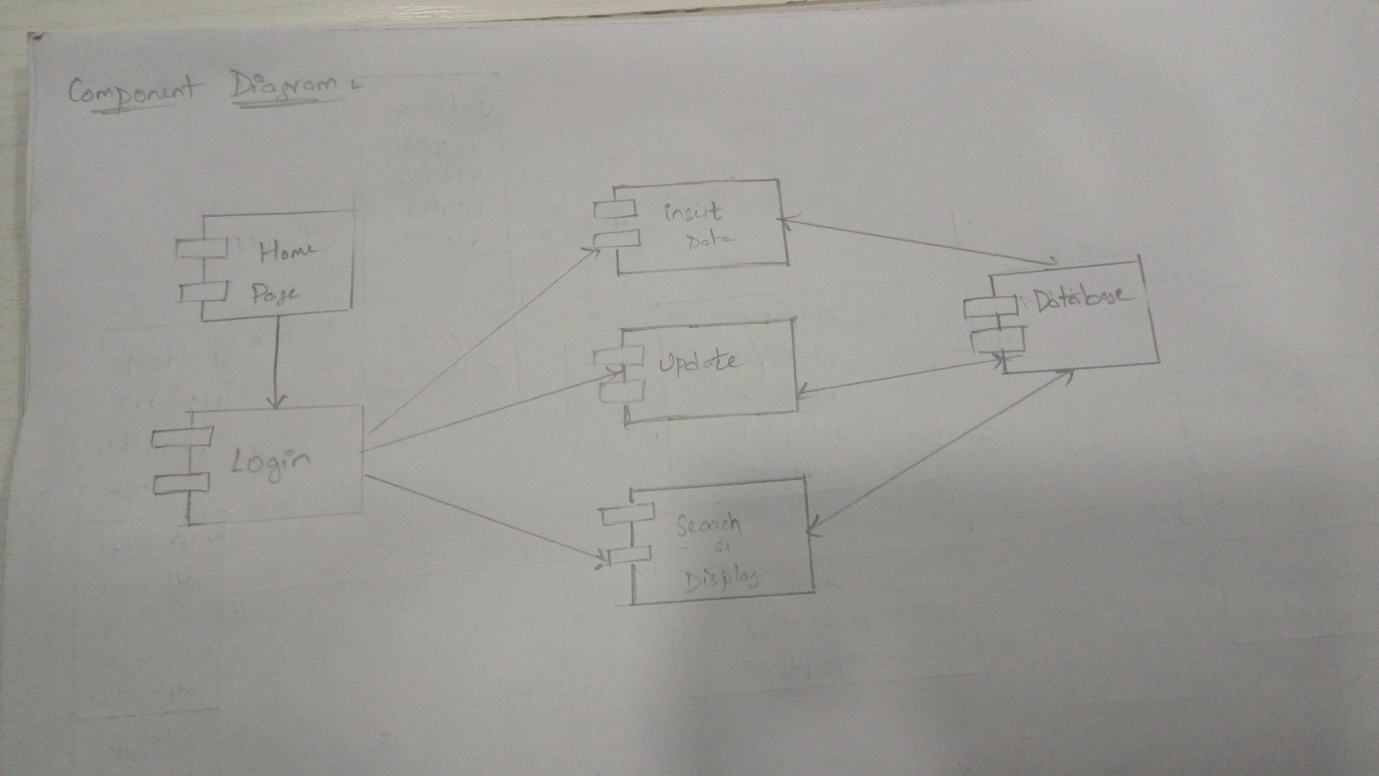 Component Diagram:
Home
Page
Login
insert
Data
Update
Search
Display
Database